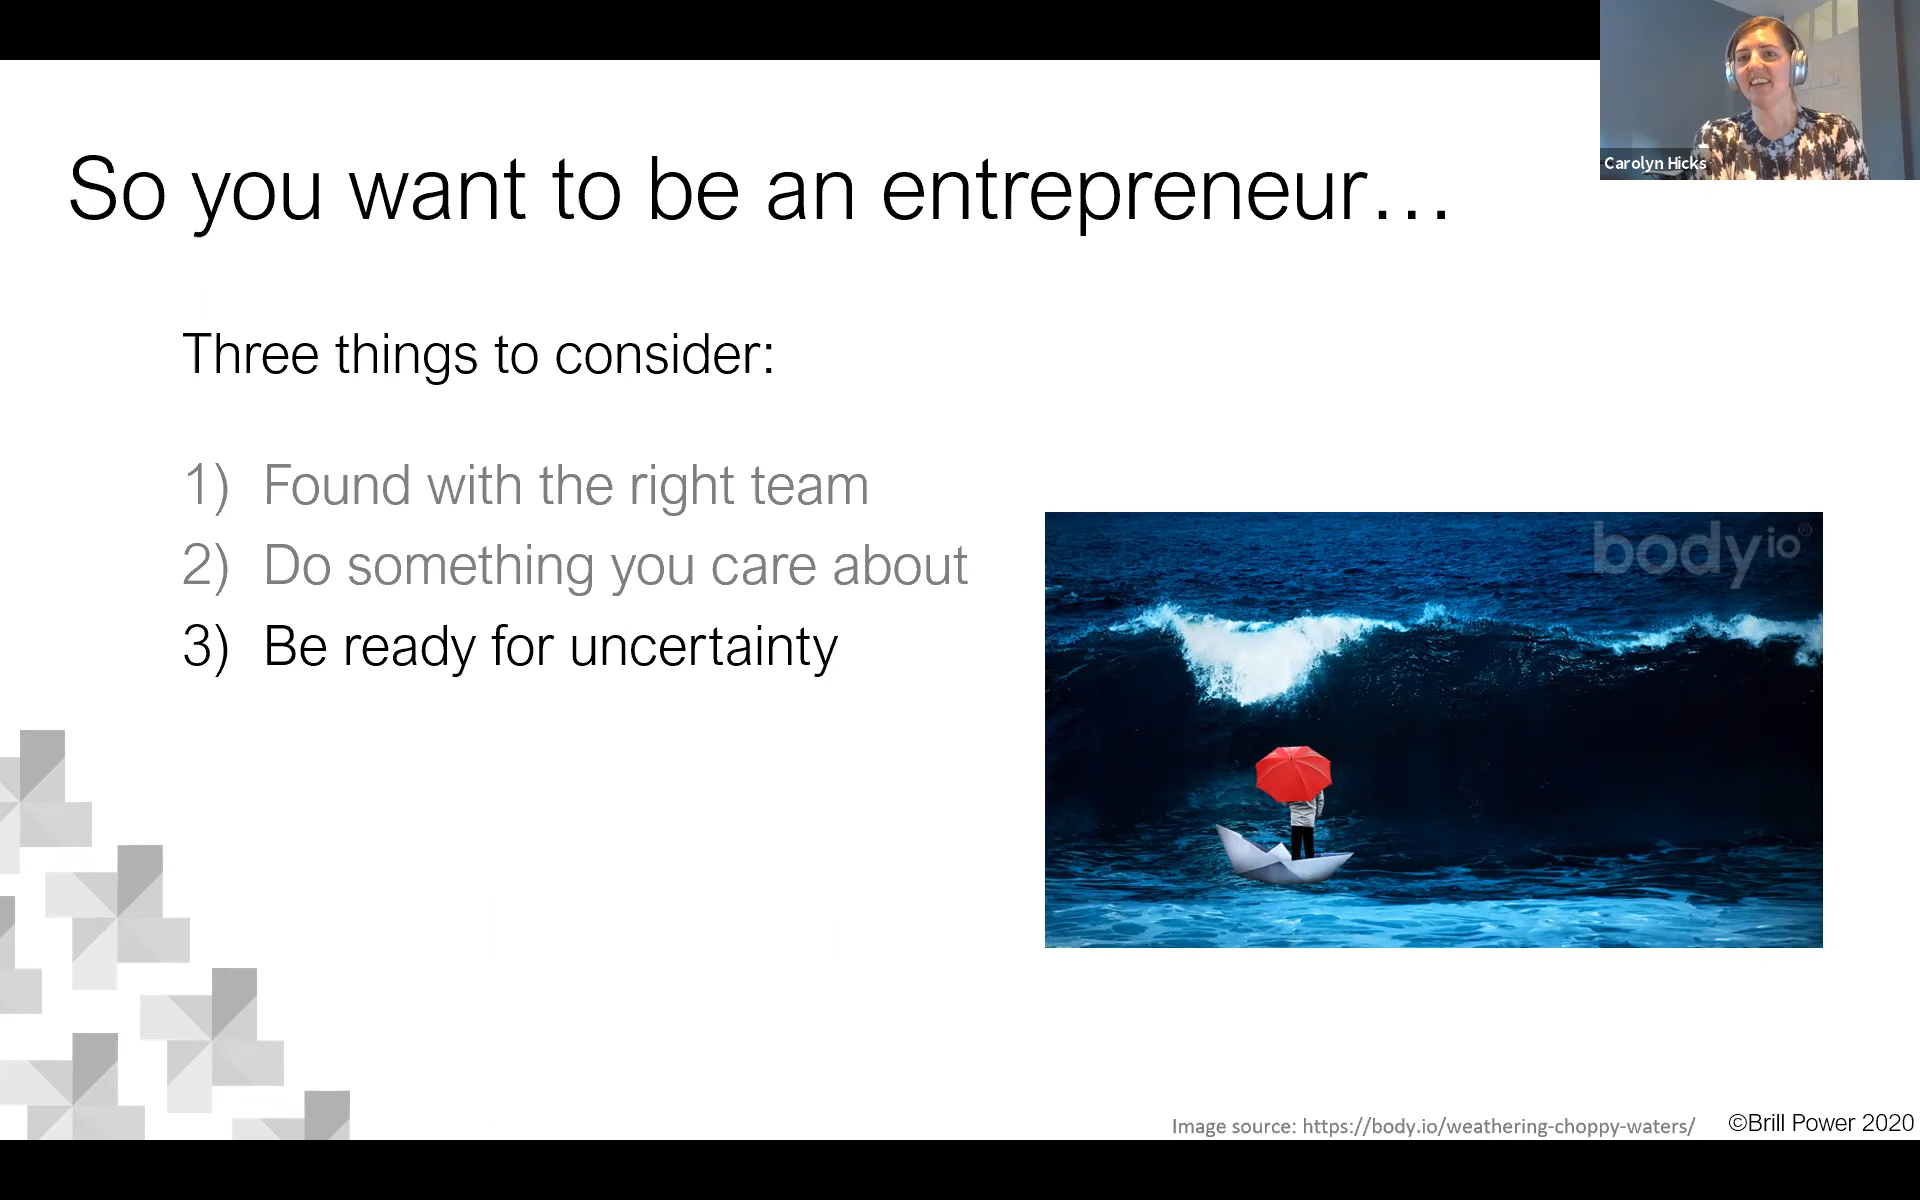 Carolyn Hicks
So you want to be an entrepreneur...
Three things to consider:
1) Found with the right team
2) Do something you care about
3) Be ready for uncertainty
bodyio®
Image source: https://body.io/weathering-choppy-waters/
©Brill Power 2020